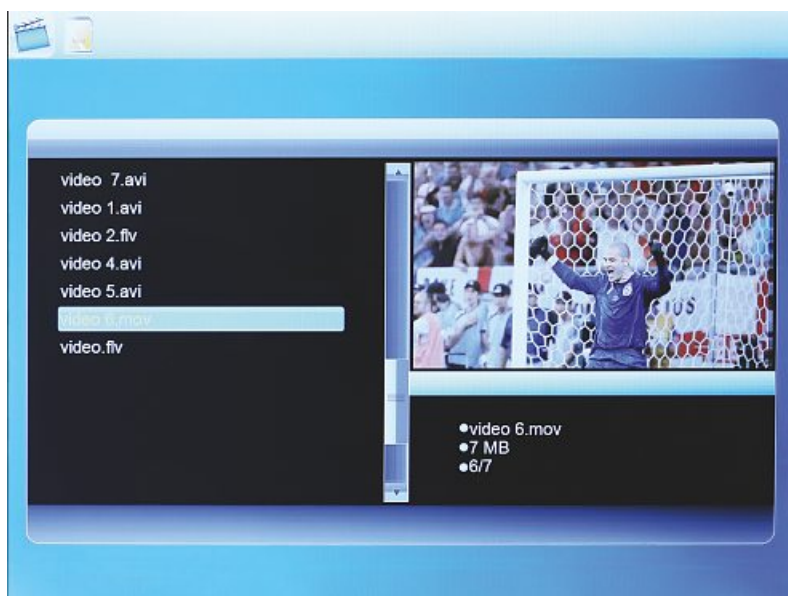 video 7.avi
video 1.avi
video 2.flv
video 4.avi
video 5.avi
video 6.mov
video.flv
●video 6.mov
●7 MB
●6/7